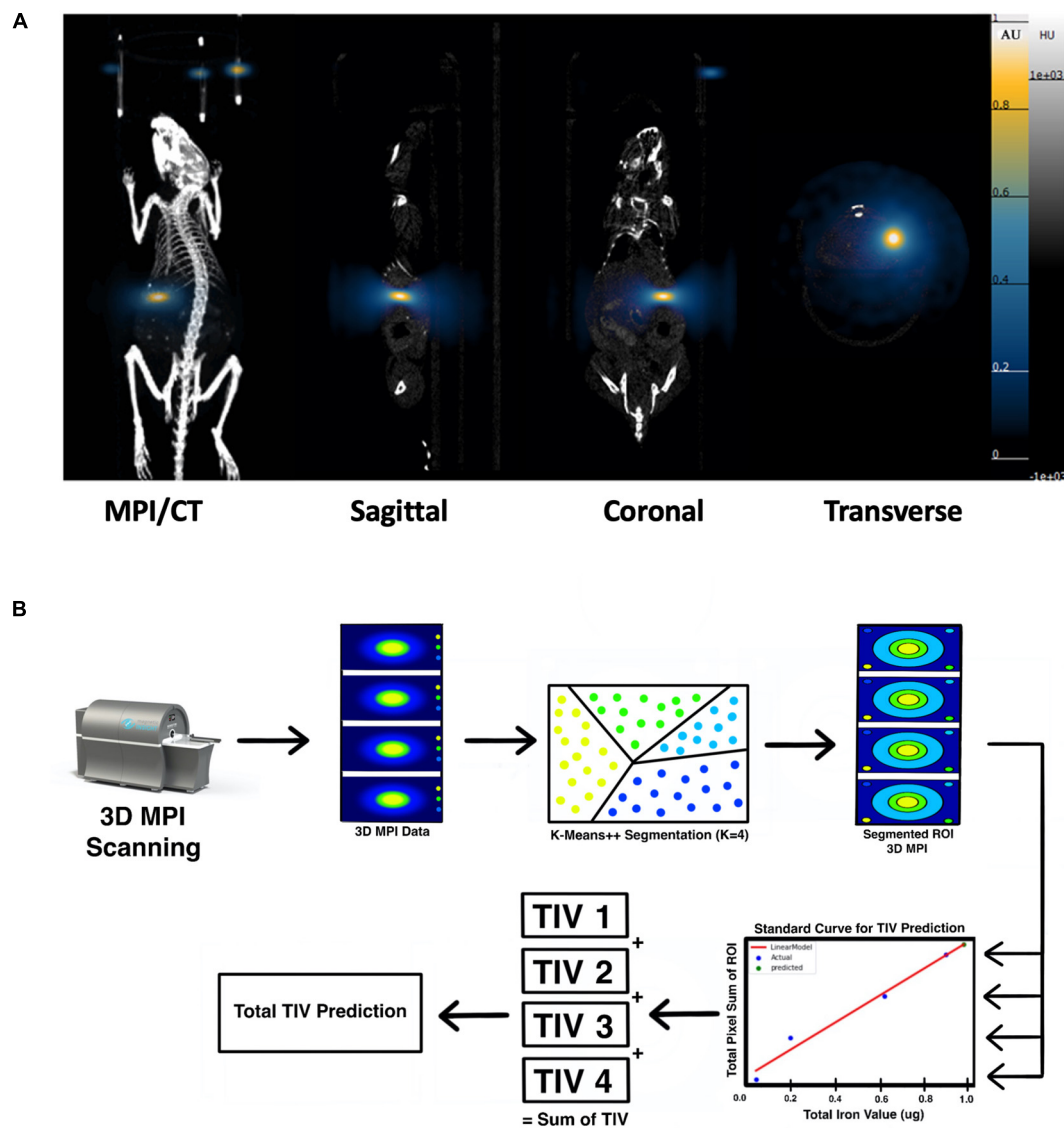 A
1
AU
HU
1e+03
0.8
0.6
0.4
0.2
0
-1e+03
MPI/CT
Sagittal
Coronal
Transverse
B
3D MPI
Scanning
3D MPI Data
K-Means++ Segmentation (K=4)
Segmented ROI
3D MPI
Standard Curve for TIV Prediction
LinearModel
Actual
predicted
Total Pixel Sum of ROI
0.0
0.2
0.4
0.6
0.8
1.0
Total Iron Value (ug)
TIV 1
+
TIV 2
+
TIV 3
+
TIV 4
= Sum of TIV
Total TIV Prediction